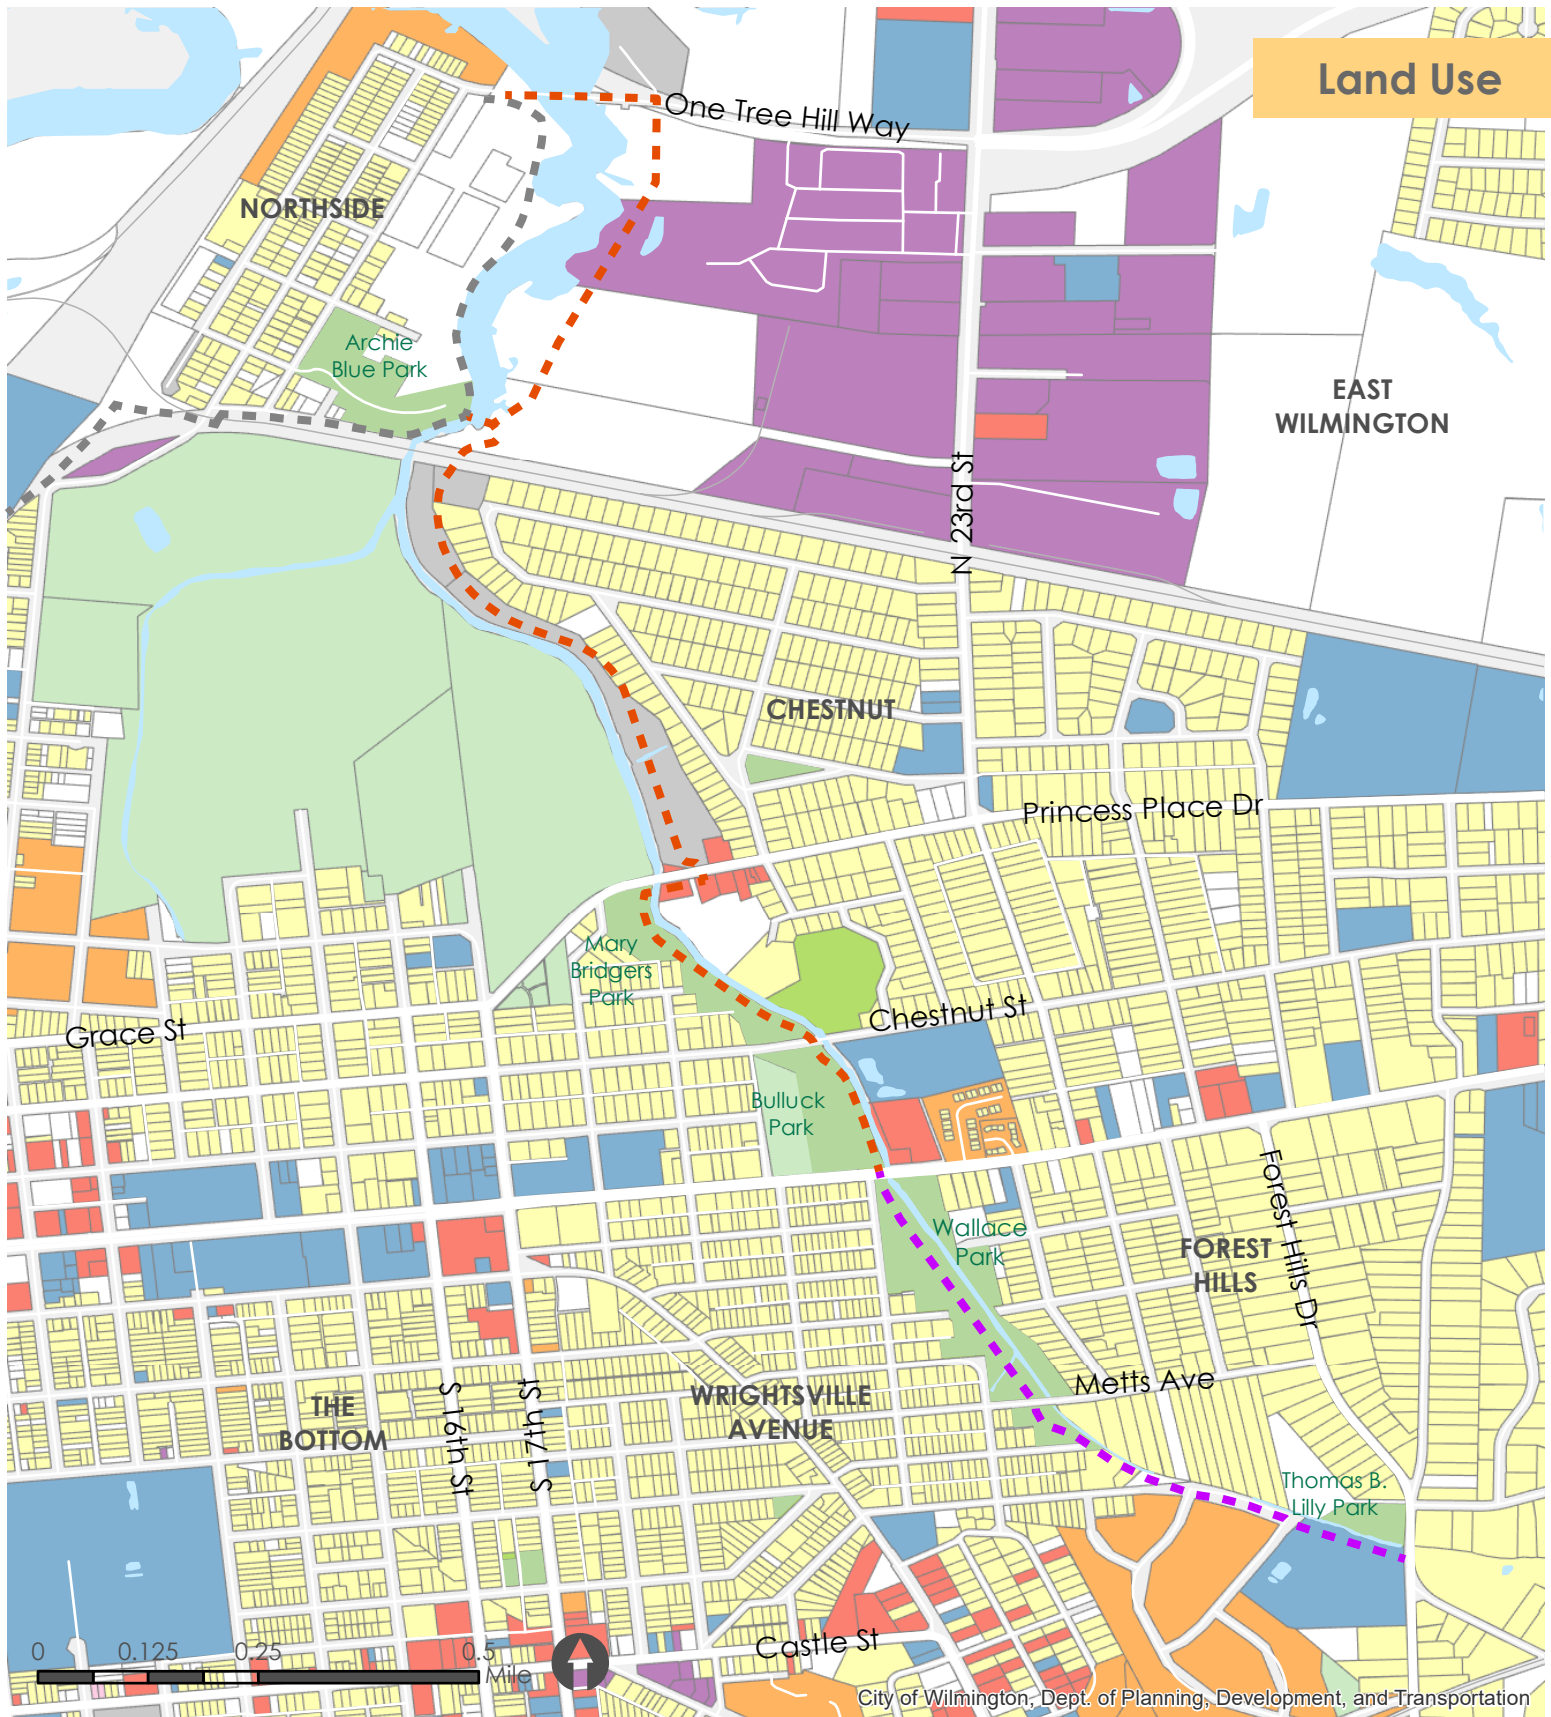 Land Use
One Tree Hill Way
NORTHSIDE
Archie
Blue Park
EAST
WILMINGTON
N 23rd St
CHESTNUT
Princess Place Dr
Mary
Bridgers
Park
Chestnut St
Grace St
Bulluck
Park
Forest Hills Dr
Wallace
Park
FOREST
HILLS
Metts Ave
WRIGHTSVILLE
AVENUE
THE
BOTTOM
S 16th St
S 17th St
Thomas B.
Lilly Park
Castle St
0 0.125 0.25 0.5
Mile
City of Wilmington, Dept. of Planning, Development, and Transportation